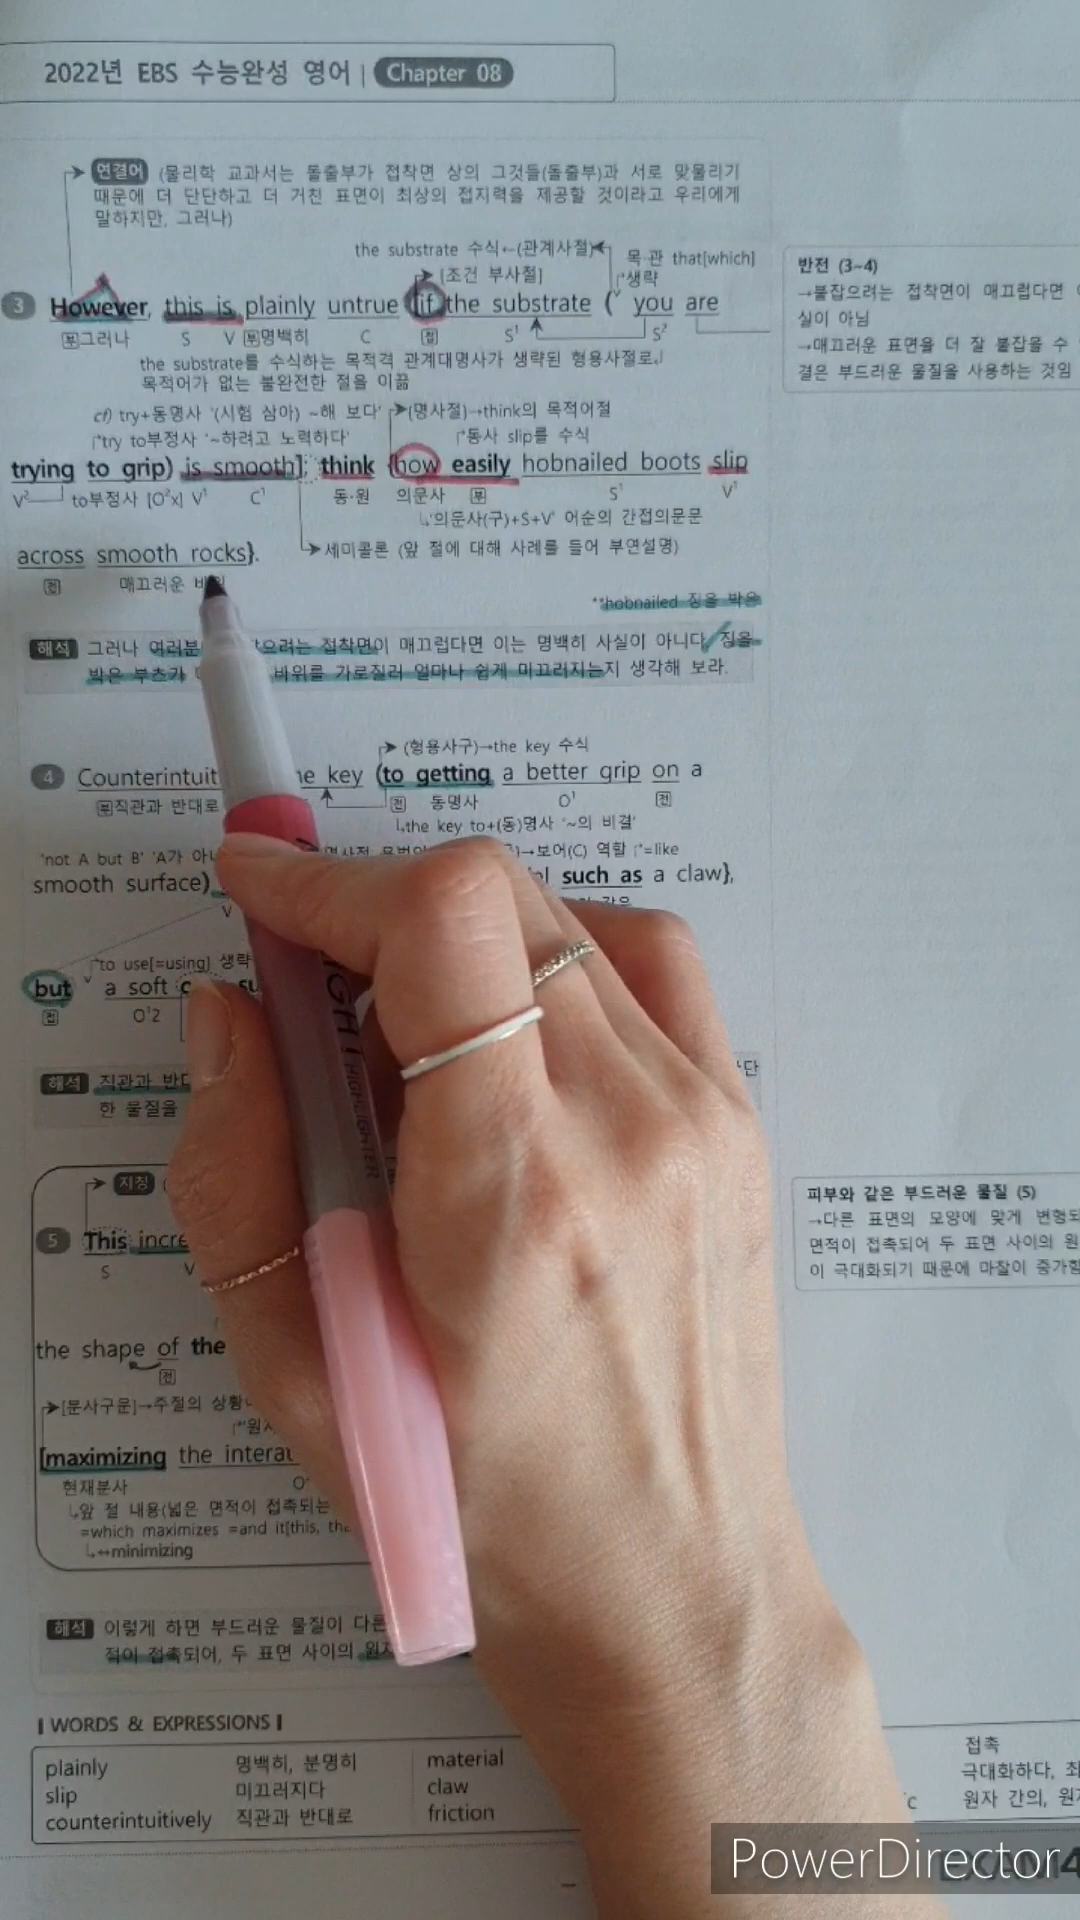 2022년 EBS 수능완성 영어 | Chapter 08
연결어 (물리학 교과서는 돌출부가 접착면 상의 그것들(돌출부)과 서로 맞물리기
때문에 더 단단하고 더 거친 표면이 최상의 접지력을 제공할 것이라고 우리에게
말하지만, 그러나)
the substrate 수식←(관계사절) 목·관 that[which]
[조건 부사절] 생략
3 However, this is plainly untrue [if the substrate ( you are
부그러나 S V 부명백히 C 접 S¹ S²
the substrate를 수식하는 목적격 관계대명사가 생략된 형용사절로
목적어가 없는 불완전한 절을 이끎
cf) try+동명사 '(시험 삼아) ~해 보다' (명사절)→think의 목적어절
try to부정사 '~하려고 노력하다' 동사 slip를 수식
trying to grip) is smooth]; think {how easily hobnailed boots slip
V² to부정사 [O²x] V¹ C¹ 동·원 의문사 부 S¹ V¹
'의문사(구)+S+V' 어순의 간접의문문
across smooth rocks}. 세미콜론 (앞 절에 대해 사례를 들어 부연설명)
전 매끄러운
**hobnailed 징을 박은
해석 그러나 여러분 으려는 접착면이 매끄럽다면 이는 명백히 사실이 아니다. 징을
박은 부츠가 바위를 가로질러 얼마나 쉽게 미끄러지는지 생각해 보라.
반전 (3~4)
→붙잡으려는 접착면이 매끄럽다면
실이 아님
→매끄러운 표면을 더 잘 붙잡을 수
결은 부드러운 물질을 사용하는 것임
(형용사구)→the key 수식
4 Counterintuit he key (to getting a better grip on a
부직관과 반대로 전 동명사 O¹ 전
the key to+(동)명사 '~의 비결'
'not A but B' 'A가 아 →보어(C) 역할 =like
smooth surface) such as a claw},
V
to use[=using] 생략
but a soft
접 O¹2
해석 직관과 반 단
한 물질을
지칭
5 This incre
S V
the shape of the
전
[분사구문]→주절의 상황
[maximizing the intera
현재분사
앞 절 내용(넓은 면적이 접촉되는
=which maximizes =and it[this, tha
↔minimizing
피부와 같은 부드러운 물질 (5)
→다른 표면의 모양에 맞게 변형되
면적이 접촉되어 두 표면 사이의 원
이 극대화되기 때문에 마찰이 증가함
해석 이렇게 하면 부드러운 물질이 다른
적이 접촉되어, 두 표면 사이의 원자
WORDS & EXPRESSIONS
plainly 명백히, 분명히 material 접촉
slip 미끄러지다 claw 극대화하다, 최
counterintuitively 직관과 반대로 friction 원자 간의, 원자
PowerDirector